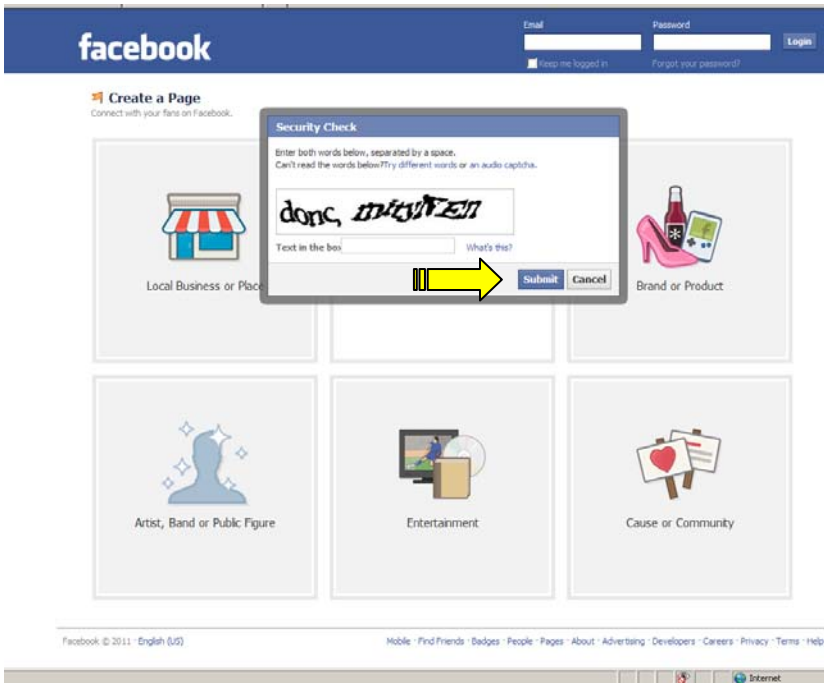 Email Password
facebook Login
Keep me logged in Forgot your password?
Create a Page
Connect with your fans on Facebook.
Security Check
Enter both words below, separated by a space.
Can't read the words below?Try different words or an audio captcha.
donc,
Text in the box What's this?
Submit Cancel
Local Business or Place Brand or Product
Artist, Band or Public Figure Entertainment Cause or Community
Facebook © 2011 · English (US) Mobile · Find Friends · Badges · People · Pages · About · Advertising · Developers · Careers · Privacy · Terms · Help
Internet